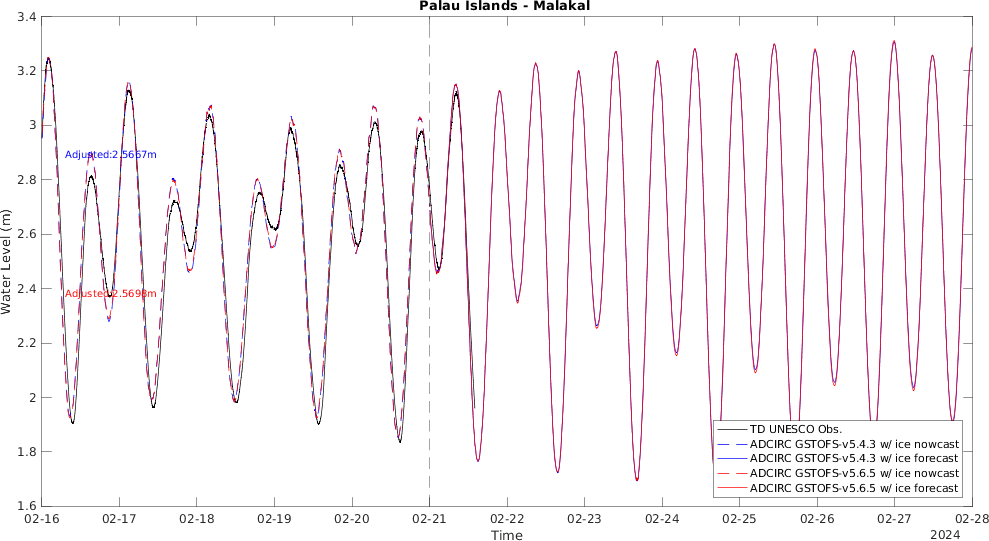 Palau Islands - Malakal
Water Level (m)
3.4
3.2
3
2.8
2.6
2.4
2.2
2
1.8
1.6
Adjusted:2.5667m
Adjusted:2.5693m
TD UNESCO Obs.
ADCIRC GSTOFS-v5.4.3 w/ ice nowcast
ADCIRC GSTOFS-v5.4.3 w/ ice forecast
ADCIRC GSTOFS-v5.6.5 w/ ice nowcast
ADCIRC GSTOFS-v5.6.5 w/ ice forecast
02-16 02-17 02-18 02-19 02-20 02-21 02-22 02-23 02-24 02-25 02-26 02-27 02-28
Time
2024